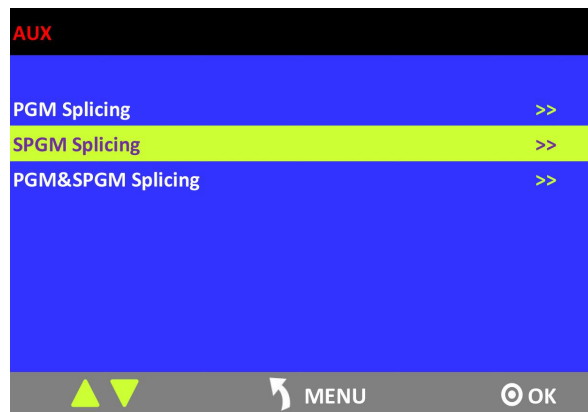 AUX
PGM Splicing >>
SPGM Splicing >>
PGM&SPGM Splicing >>
MENU OK